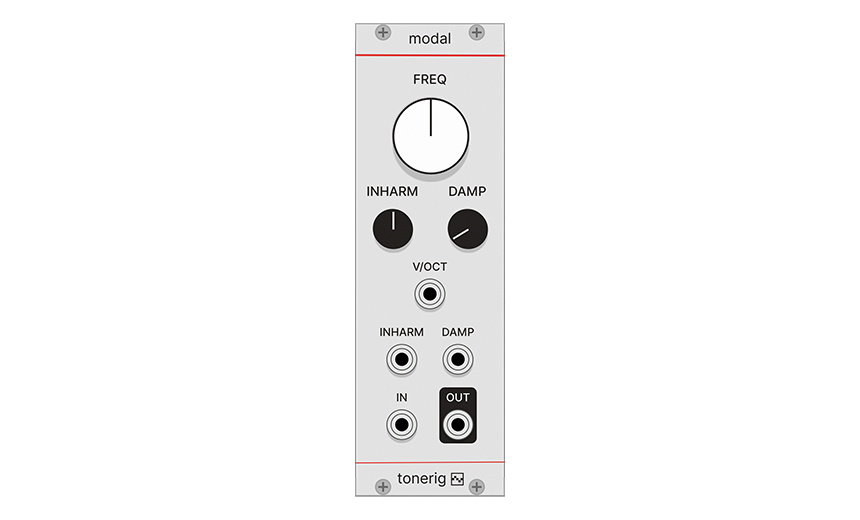 modal
FREQ
INHARM DAMP
V/OCT
INHARM DAMP
IN OUT
tonerig